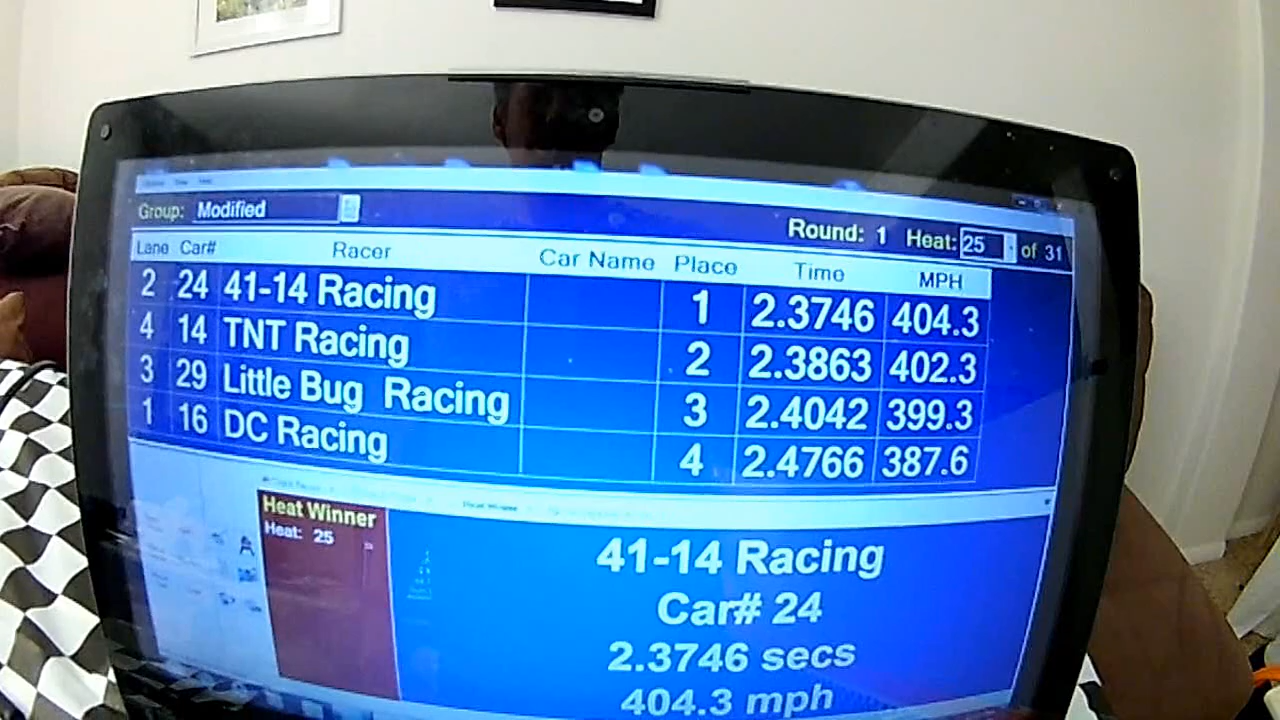 Group: Modified
Round: 1 Heat: 25 of 31
Lane Car# Racer Car Name Place Time MPH
2 24 41-14 Racing 1 2.3746 404.3
4 14 TNT Racing 2 2.3863 402.3
3 29 Little Bug Racing 3 2.4042 399.3
1 16 DC Racing 4 2.4766 387.6
Heat Winner
Heat: 25
41-14 Racing
Car# 24
2.3746 secs
404.3 mph